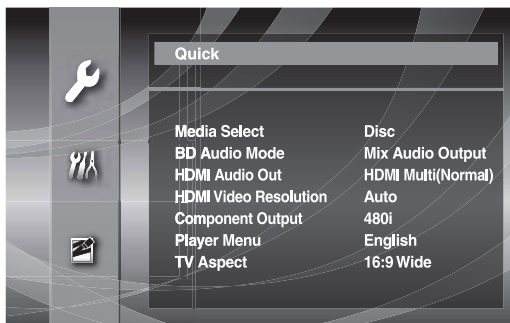 Quick
Media Select Disc
BD Audio Mode Mix Audio Output
HDMI Audio Out HDMI Multi(Normal)
HDMI Video Resolution Auto
Component Output 480i
Player Menu English
TV Aspect 16:9 Wide